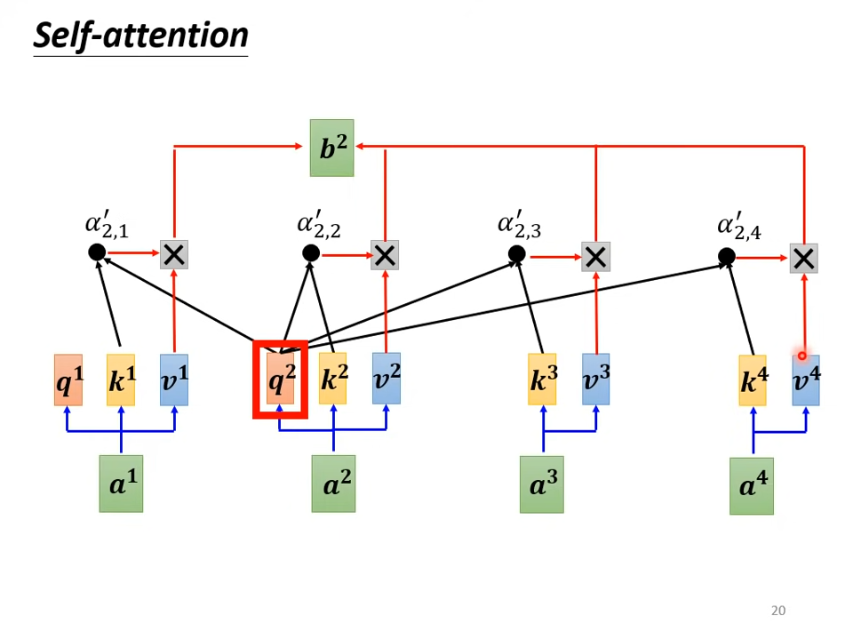 Self-attention
b²
α′₂,₁ α′₂,₂ α′₂,₃ α′₂,₄
q¹ k¹ v¹ q² k² v² k³ v³ k⁴ v⁴
a¹ a² a³ a⁴
20